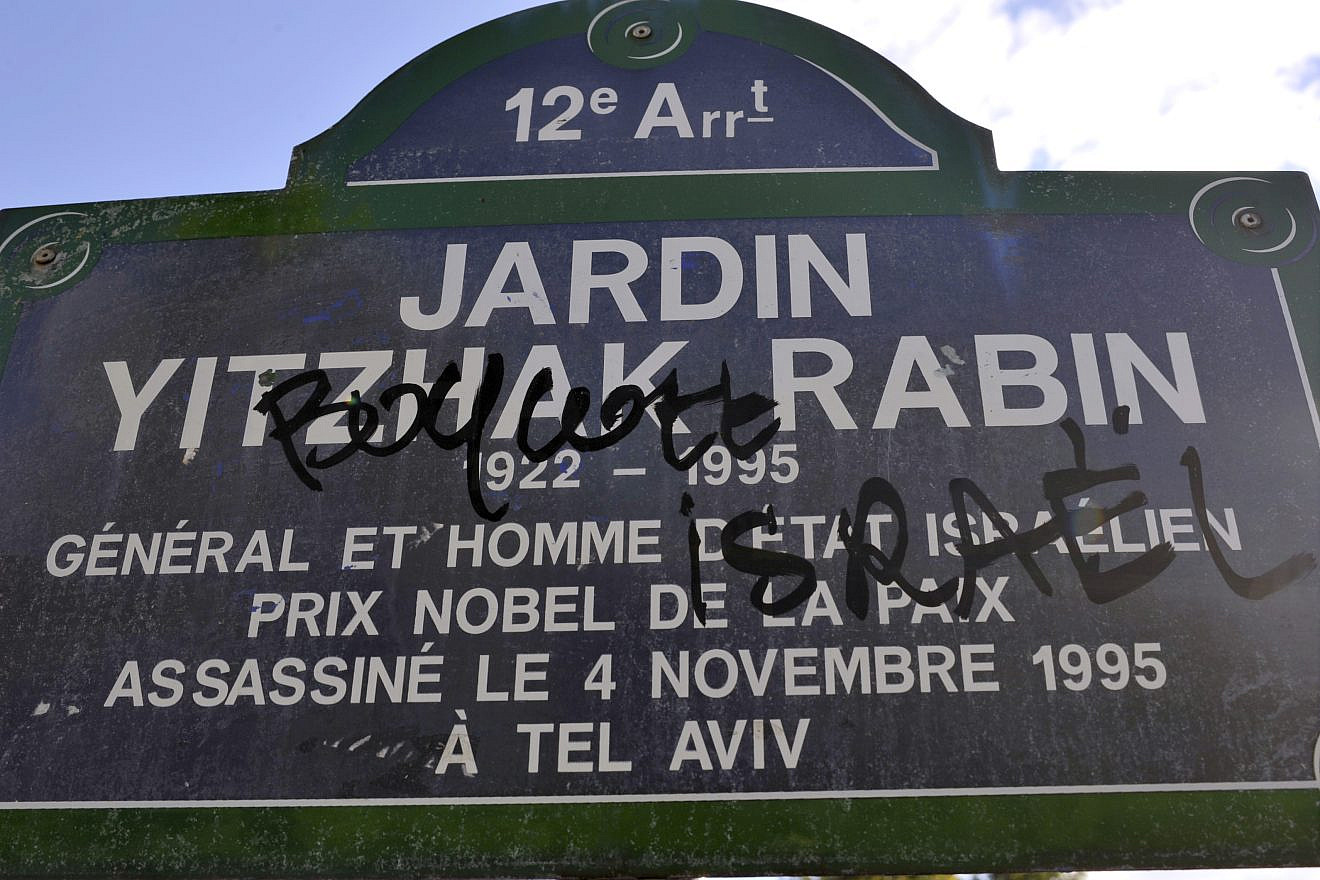 12e Arrt
JARDIN
YITZHAK RABIN
Boycott
1922 – 1995
iSRAËL
GÉNÉRAL ET HOMME D'ÉTAT ISRAÉLIEN
PRIX NOBEL DE LA PAIX
ASSASSINÉ LE 4 NOVEMBRE 1995
À TEL AVIV